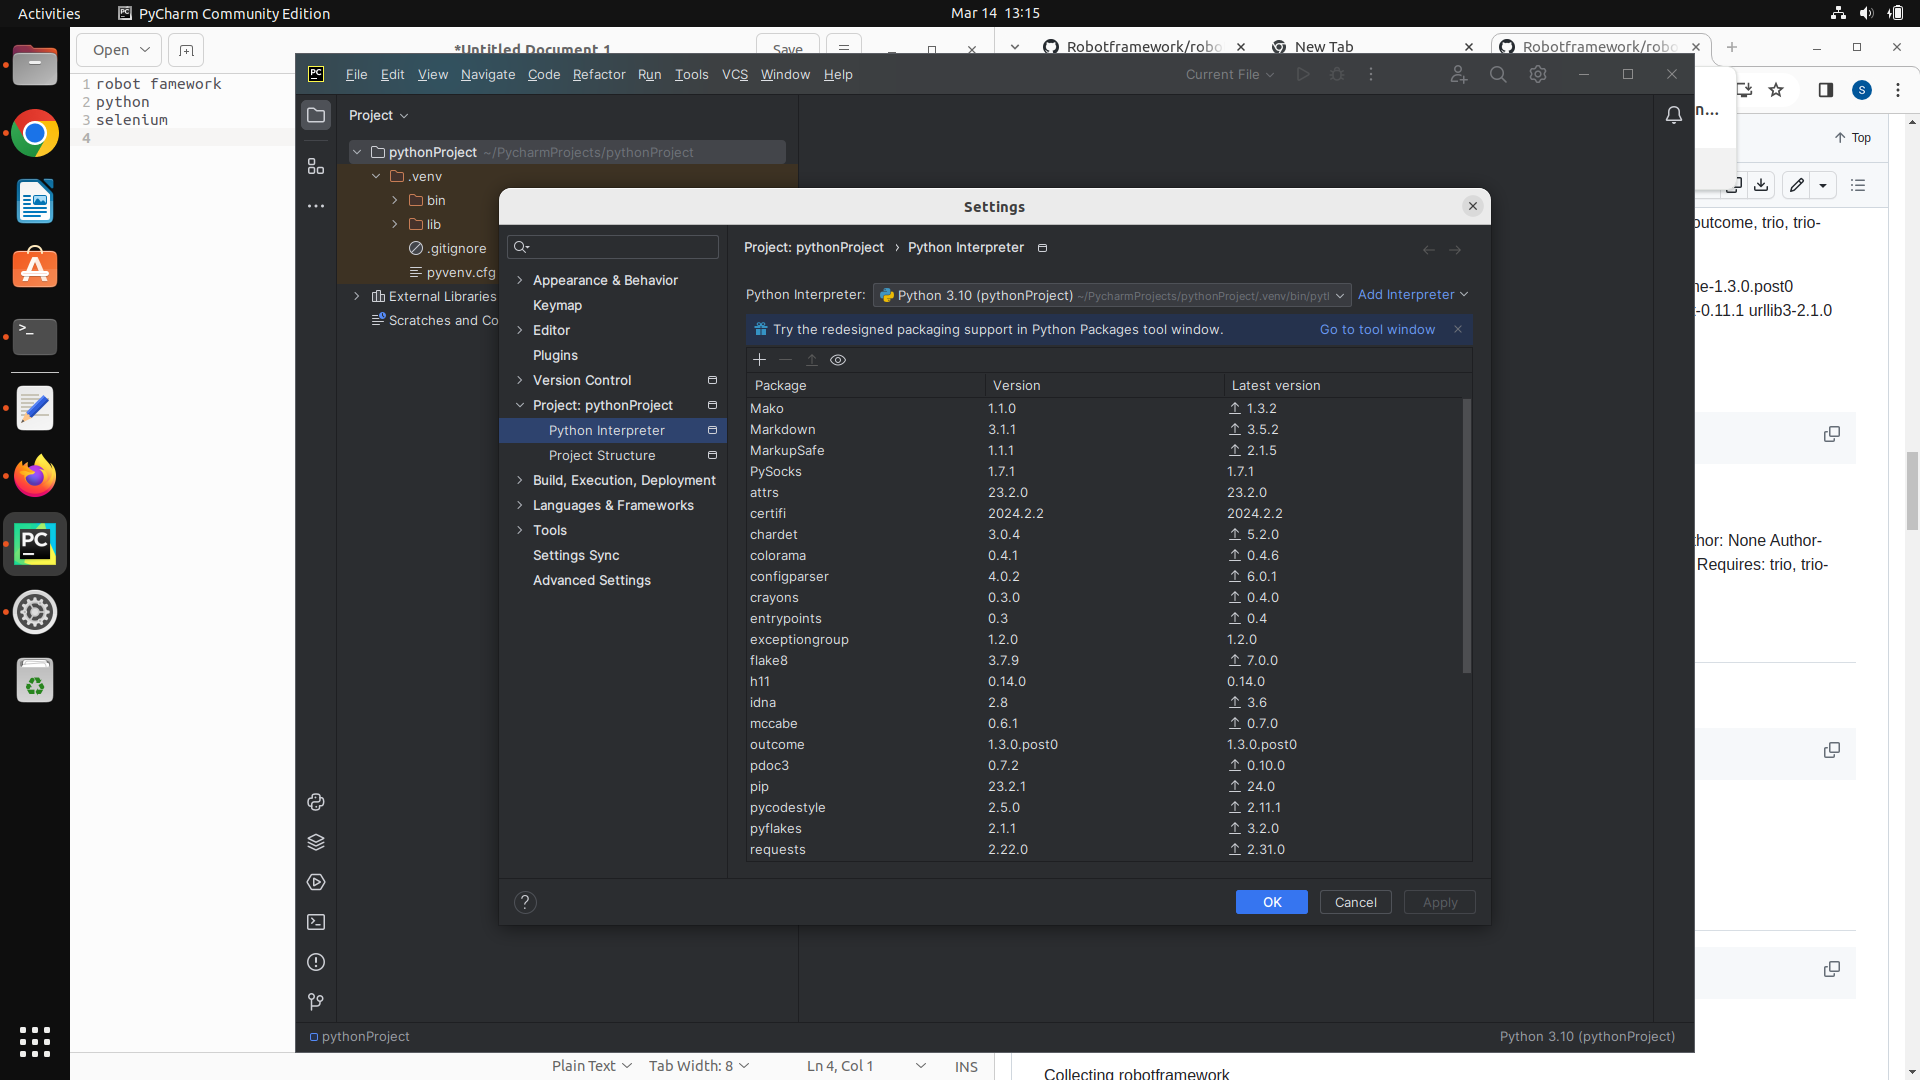 Activities
PyCharm Community Edition
Mar 14 13:15
Open
*Untitled Document 1
Save
1 robot famework
2 python
3 selenium
4
File Edit View Navigate Code Refactor Run Tools VCS Window Help
Current File
Project
pythonProject ~/PycharmProjects/pythonProject
.venv
bin
lib
.gitignore
pyvenv.cfg
External Libraries
Scratches and Co
Settings
Appearance & Behavior
Keymap
Editor
Plugins
Version Control
Project: pythonProject
Python Interpreter
Project Structure
Build, Execution, Deployment
Languages & Frameworks
Tools
Settings Sync
Advanced Settings
Project: pythonProject › Python Interpreter
Python Interpreter: Python 3.10 (pythonProject) ~/PycharmProjects/pythonProject/.venv/bin/pytl Add Interpreter
Try the redesigned packaging support in Python Packages tool window. Go to tool window
Package Version Latest version
Mako 1.1.0 1.3.2
Markdown 3.1.1 3.5.2
MarkupSafe 1.1.1 2.1.5
PySocks 1.7.1 1.7.1
attrs 23.2.0 23.2.0
certifi 2024.2.2 2024.2.2
chardet 3.0.4 5.2.0
colorama 0.4.1 0.4.6
configparser 4.0.2 6.0.1
crayons 0.3.0 0.4.0
entrypoints 0.3 0.4
exceptiongroup 1.2.0 1.2.0
flake8 3.7.9 7.0.0
h11 0.14.0 0.14.0
idna 2.8 3.6
mccabe 0.6.1 0.7.0
outcome 1.3.0.post0 1.3.0.post0
pdoc3 0.7.2 0.10.0
pip 23.2.1 24.0
pycodestyle 2.5.0 2.11.1
pyflakes 2.1.1 3.2.0
requests 2.22.0 2.31.0
?
OK Cancel Apply
pythonProject
Python 3.10 (pythonProject)
Plain Text Tab Width: 8 Ln 4, Col 1 INS
Robotframework/robo
New Tab
Robotframework/robo
S
n...
Top
outcome, trio, trio-
ne-1.3.0.post0
t-0.11.1 urllib3-2.1.0
hor: None Author-
Requires: trio, trio-
Collecting robotframework